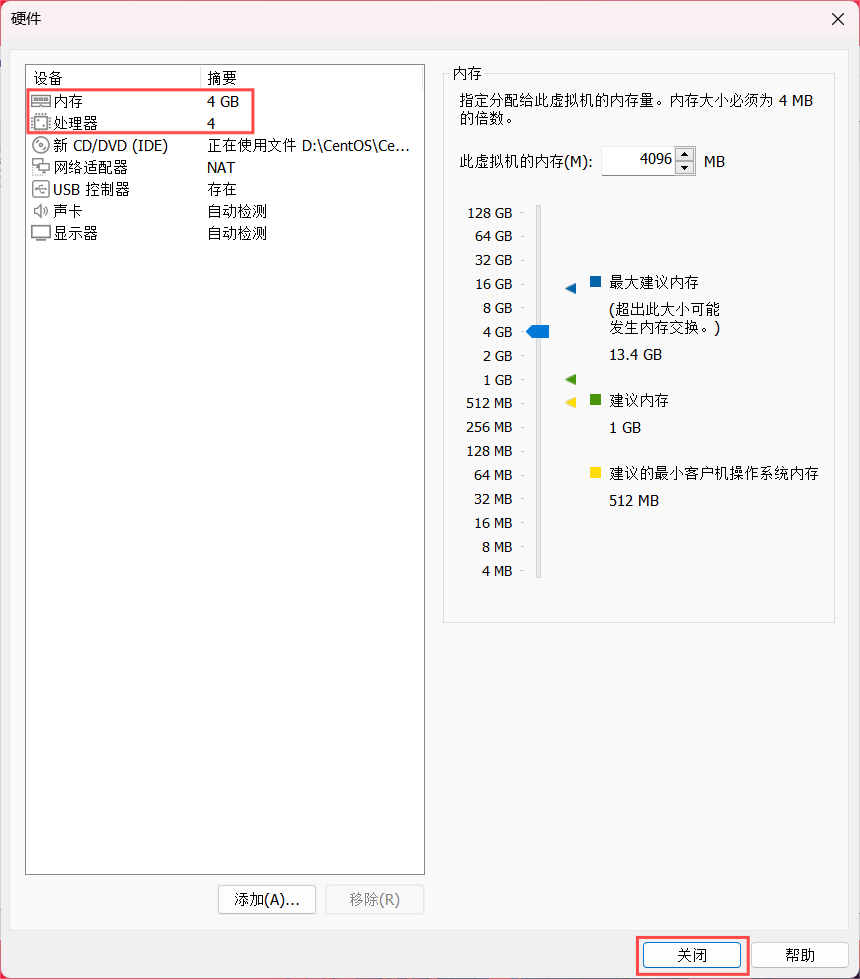 硬件
设备 摘要
内存 4 GB
处理器 4
新 CD/DVD (IDE) 正在使用文件 D:\CentOS\Ce...
网络适配器 NAT
USB 控制器 存在
声卡 自动检测
显示器 自动检测
添加(A)... 移除(R)
内存
指定分配给此虚拟机的内存量。内存大小必须为 4 MB
的倍数。
此虚拟机的内存(M): 4096 MB
128 GB
64 GB
32 GB
16 GB
8 GB
4 GB
2 GB
1 GB
512 MB
256 MB
128 MB
64 MB
32 MB
16 MB
8 MB
4 MB
最大建议内存
(超出此大小可能
发生内存交换。)
13.4 GB
建议内存
1 GB
建议的最小客户机操作系统内存
512 MB
关闭 帮助